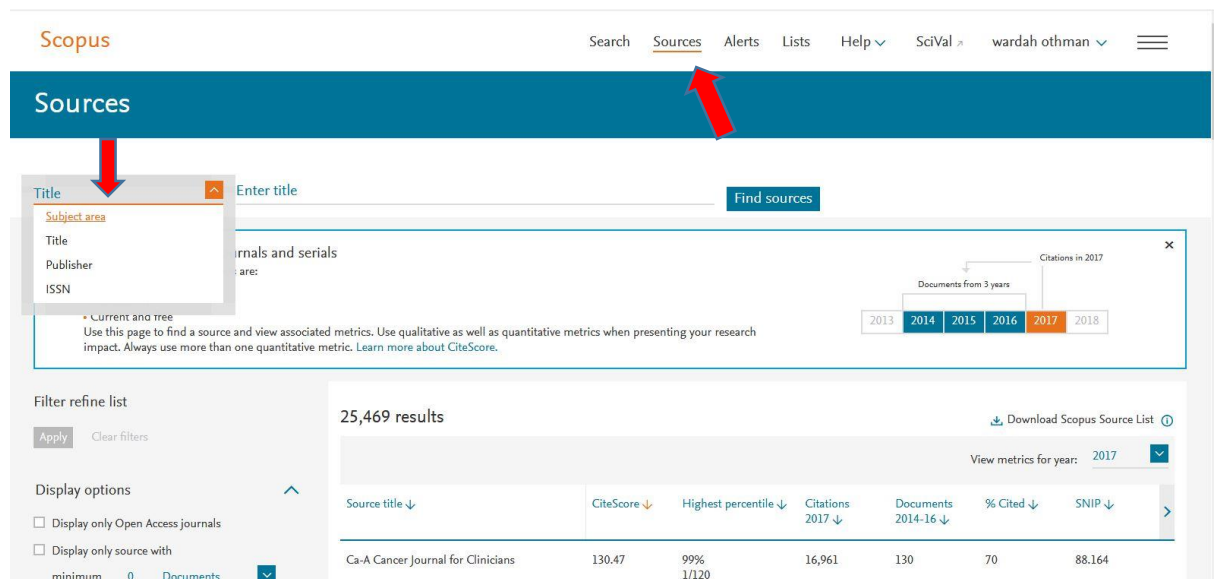 Scopus
Search Sources Alerts Lists Help SciVal wardah othman
Sources
Title Enter title Find sources
Subject area
Title
Publisher
ISSN
rnals and serials
are:
Current and free
Use this page to find a source and view associated metrics. Use qualitative as well as quantitative metrics when presenting your research
impact. Always use more than one quantitative metric. Learn more about CiteScore.
×
Citations in 2017
Documents from 3 years
2013 2014 2015 2016 2017 2018
Filter refine list
Apply Clear filters
Display options
Display only Open Access journals
Display only source with
minimum 0 Documents
25,469 results
Download Scopus Source List
View metrics for year: 2017
Source title CiteScore Highest percentile Citations 2017 Documents 2014-16 % Cited SNIP
Ca-A Cancer Journal for Clinicians 130.47 99% 16,961 130 70 88.164
1/120